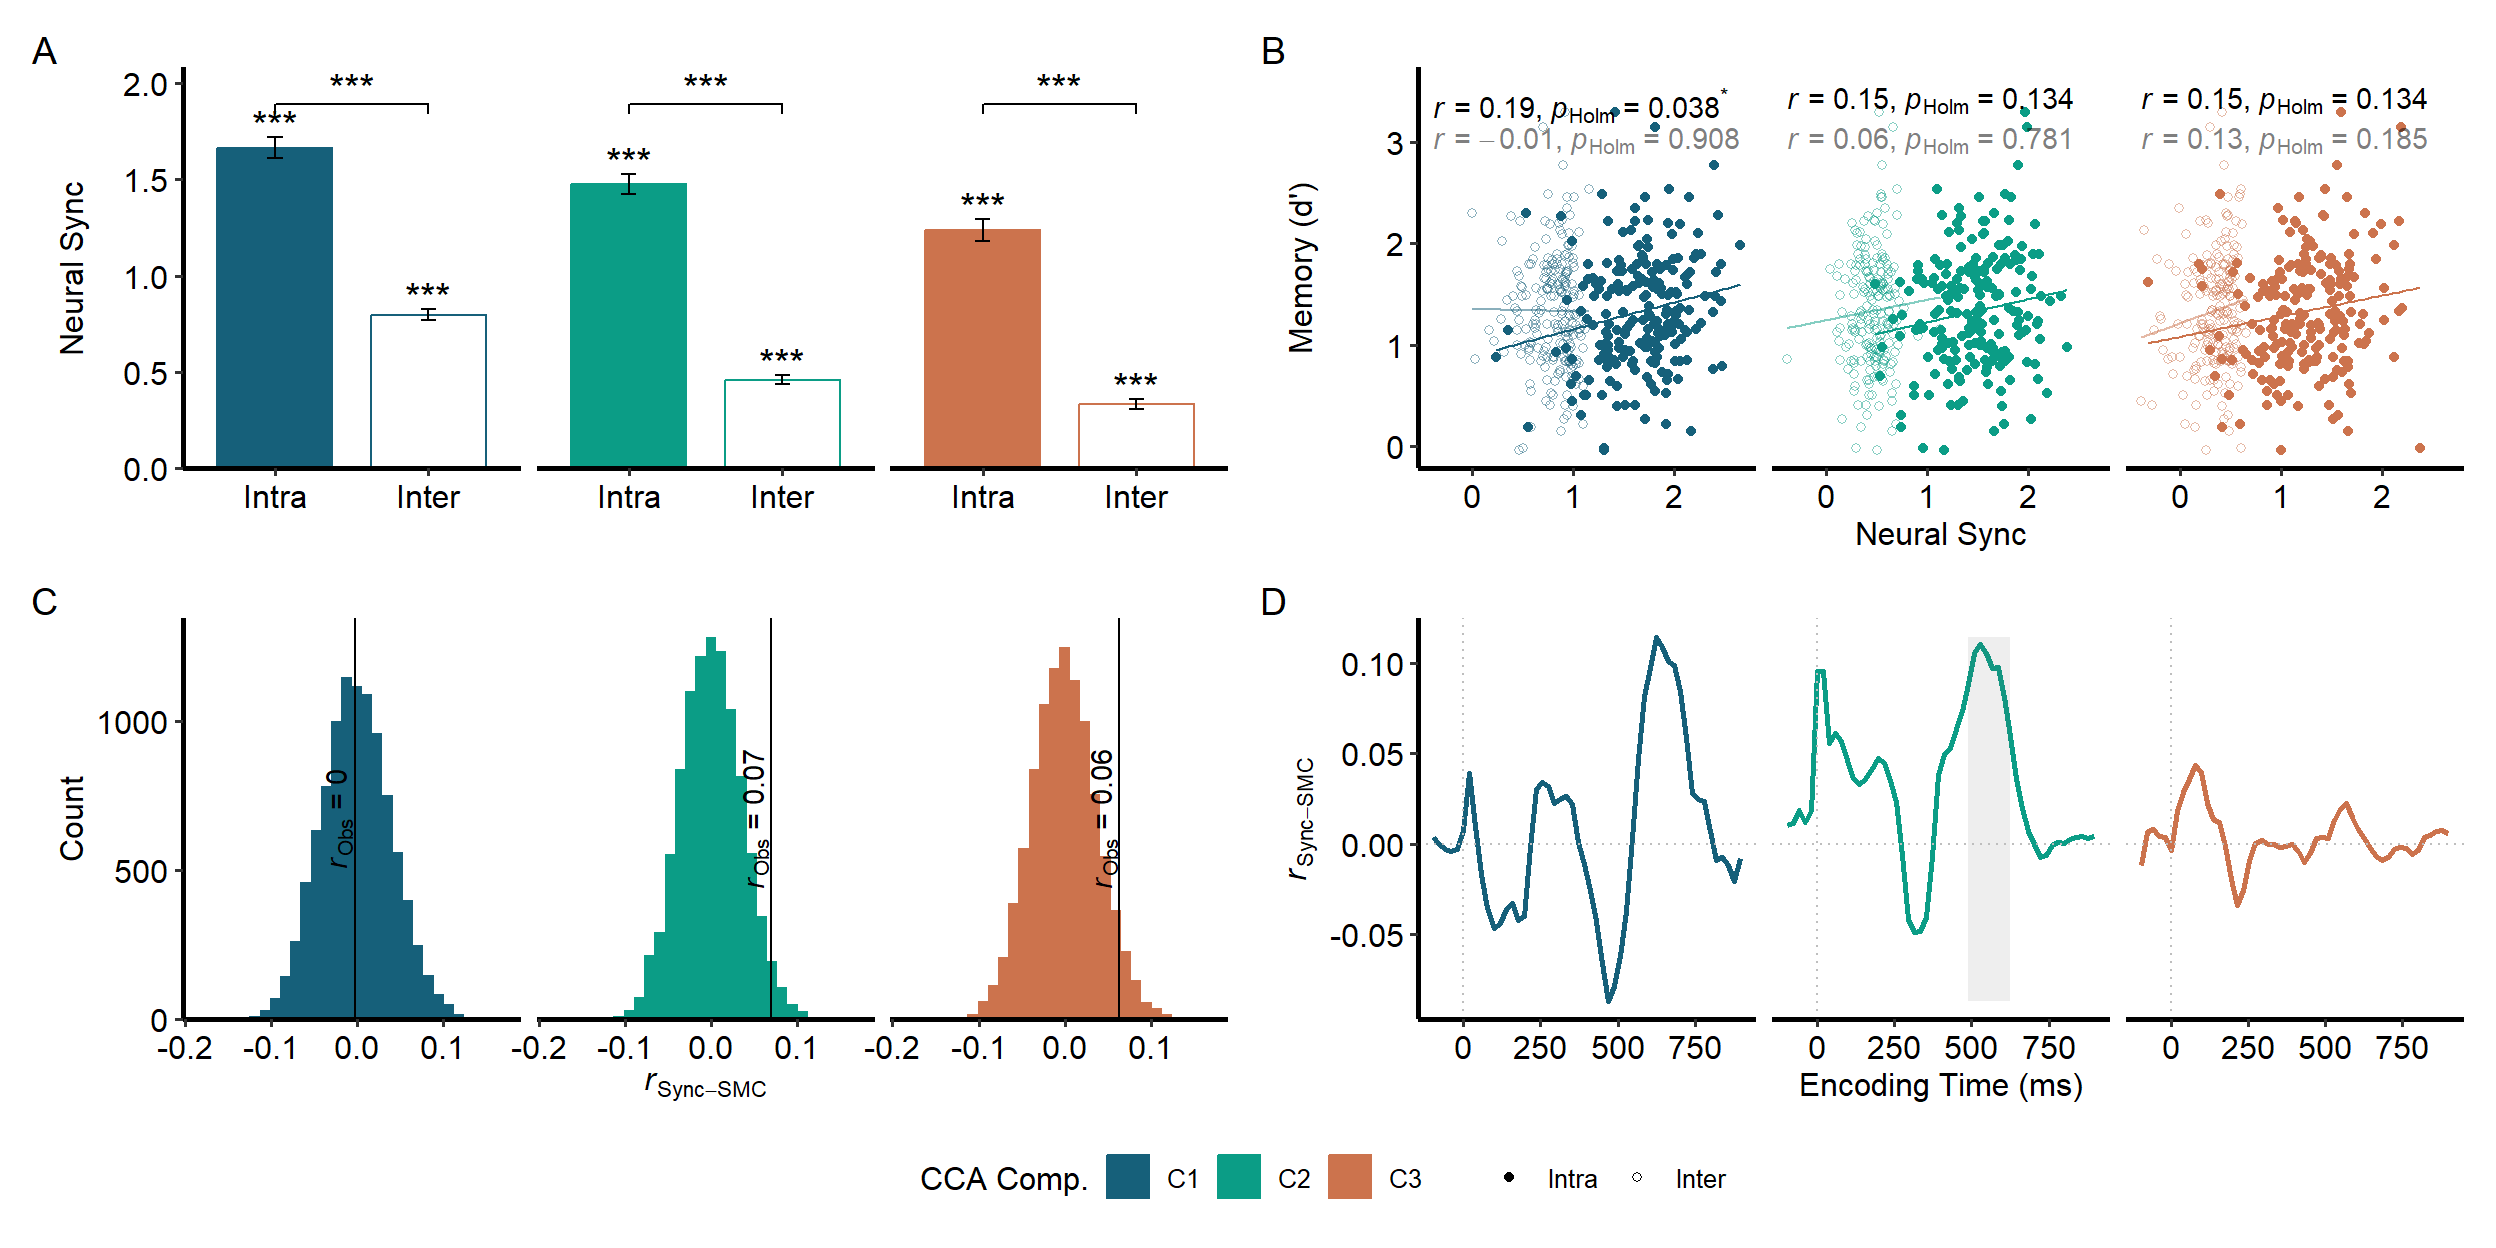 A
Neural Sync
2.0
1.5
1.0
0.5
0.0
*** *** ***
***
***
***
***
***
***
Intra Inter Intra Inter Intra Inter
B
Memory (d')
3
2
1
0
r = 0.19, pHolm = 0.038*
r = −0.01, pHolm = 0.908
r = 0.15, pHolm = 0.134
r = 0.06, pHolm = 0.781
r = 0.15, pHolm = 0.134
r = 0.13, pHolm = 0.185
0 1 2 0 1 2 0 1 2
Neural Sync
C
Count
1000
500
0
rObs = 0
rObs = 0.07
rObs = 0.06
-0.2 -0.1 0.0 0.1 -0.2 -0.1 0.0 0.1 -0.2 -0.1 0.0 0.1
rSync−SMC
D
rSync−SMC
0.10
0.05
0.00
-0.05
0 250 500 750 0 250 500 750 0 250 500 750
Encoding Time (ms)
CCA Comp. C1 C2 C3 Intra Inter